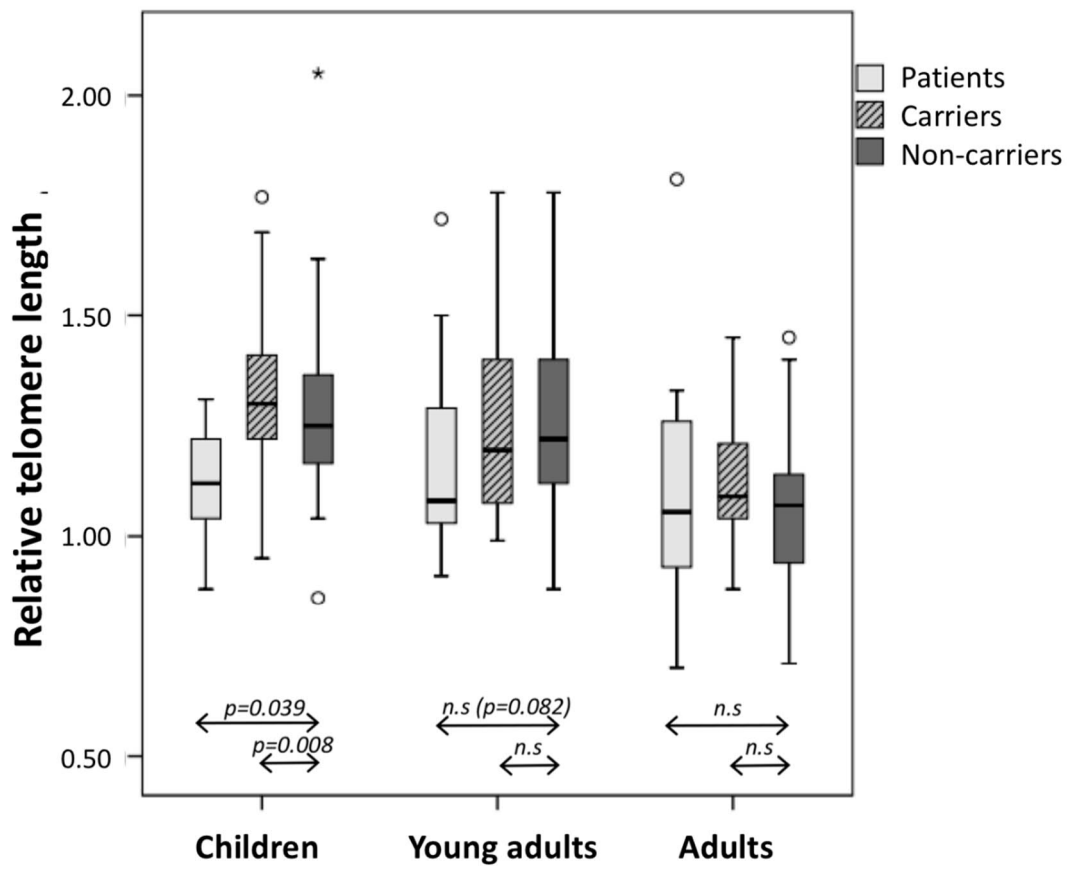 Relative telomere length
2.00
1.50
1.00
0.50
*
Patients
Carriers
Non-carriers
p=0.039
p=0.008
n.s (p=0.082)
n.s
n.s
n.s
Children
Young adults
Adults